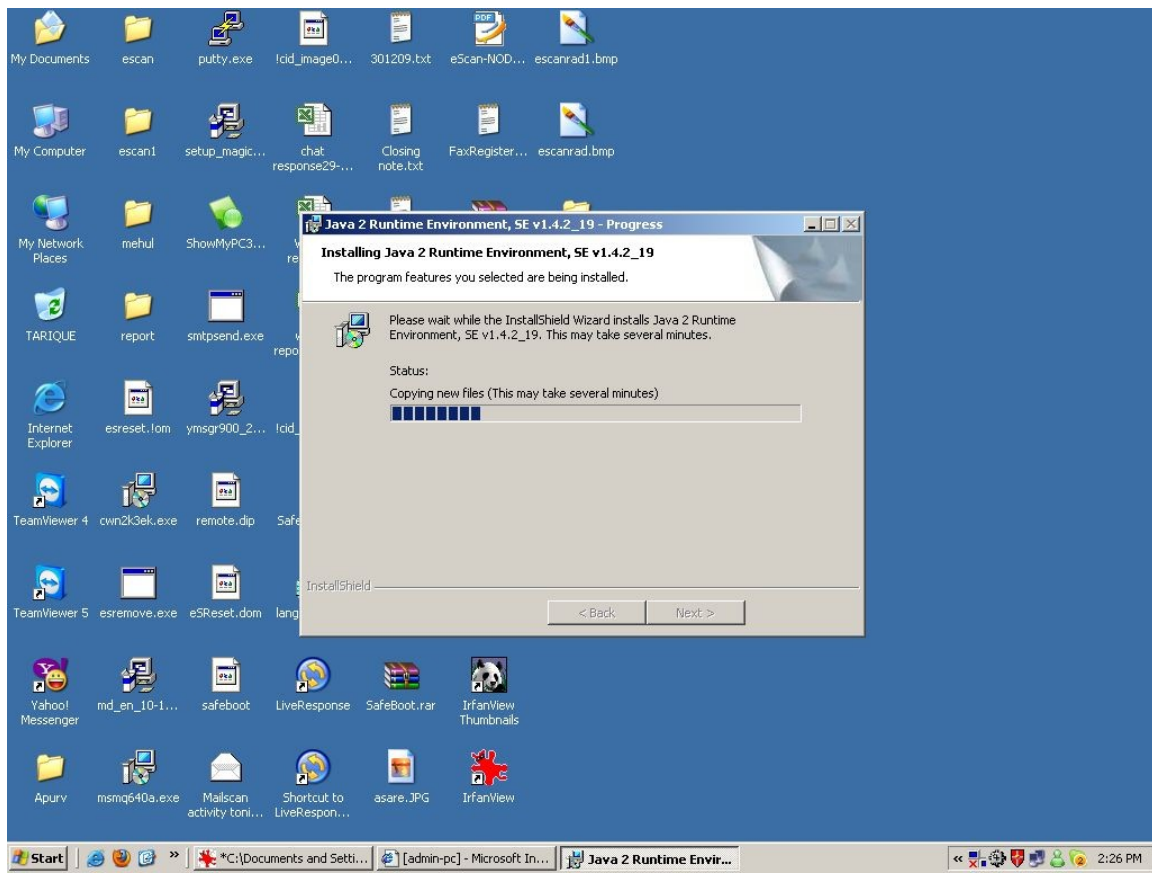 My Documents
escan
putty.exe
!cid_image0...
301209.txt
eScan-NOD...
escanrad1.bmp
My Computer
escan1
setup_magic...
chat
response29-...
Closing
note.txt
FaxRegister...
escanrad.bmp
My Network
Places
mehul
ShowMyPC3...
TARIQUE
report
smtpsend.exe
Internet
Explorer
esreset.!om
ymsgr900_2...
!cid_
TeamViewer 4
cwn2k3ek.exe
remote.dip
Safe
TeamViewer 5
esremove.exe
eSReset.dom
lang
Yahoo!
Messenger
md_en_10-1...
safeboot
LiveResponse
SafeBoot.rar
IrfanView
Thumbnails
Apurv
msmq640a.exe
Mailscan
activity toni...
Shortcut to
LiveRespon...
asare.JPG
IrfanView
Java 2 Runtime Environment, SE v1.4.2_19 - Progress
Installing Java 2 Runtime Environment, SE v1.4.2_19
The program features you selected are being installed.
Please wait while the InstallShield Wizard installs Java 2 Runtime
Environment, SE v1.4.2_19. This may take several minutes.
Status:
Copying new files (This may take several minutes)
InstallShield
< Back
Next >
Start
*C:\Documents and Setti...
[admin-pc] - Microsoft In...
Java 2 Runtime Envir...
2:26 PM